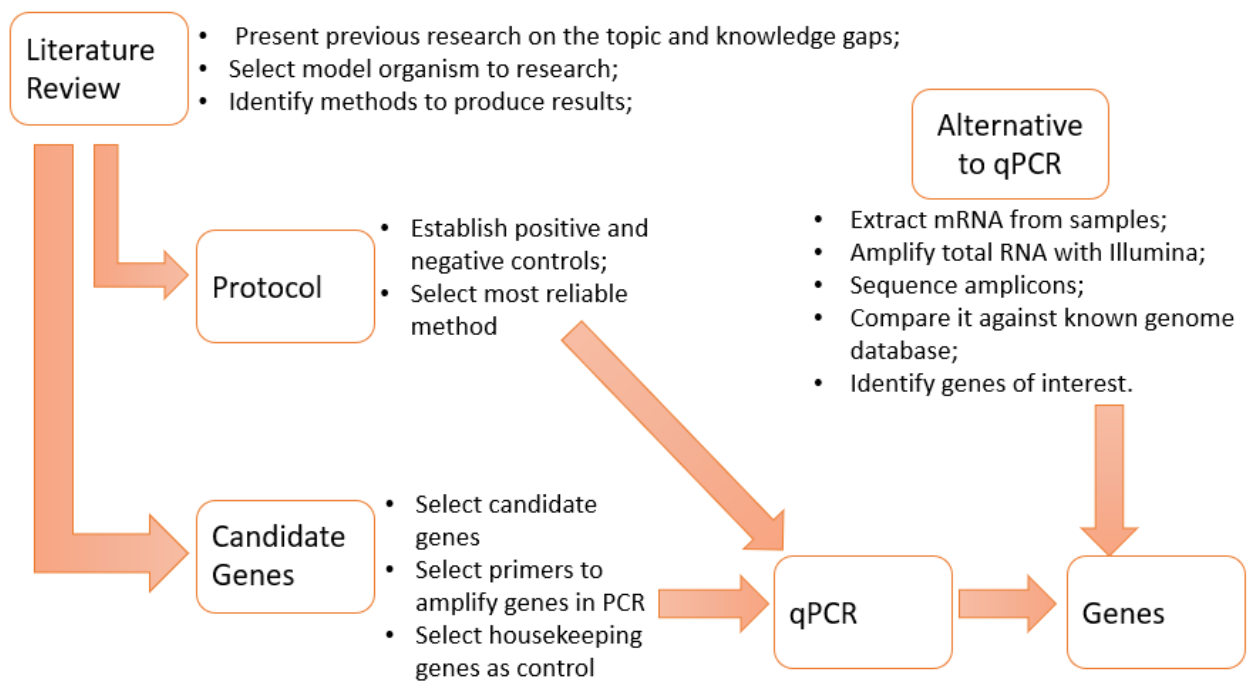 Literature
Review
• Present previous research on the topic and knowledge gaps;
• Select model organism to research;
• Identify methods to produce results;
Alternative
to qPCR
• Extract mRNA from samples;
• Amplify total RNA with Illumina;
• Sequence amplicons;
• Compare it against known genome
database;
• Identify genes of interest.
Protocol
• Establish positive and
negative controls;
• Select most reliable
method
Candidate
Genes
• Select candidate
genes
• Select primers to
amplify genes in PCR
• Select housekeeping
genes as control
qPCR
Genes